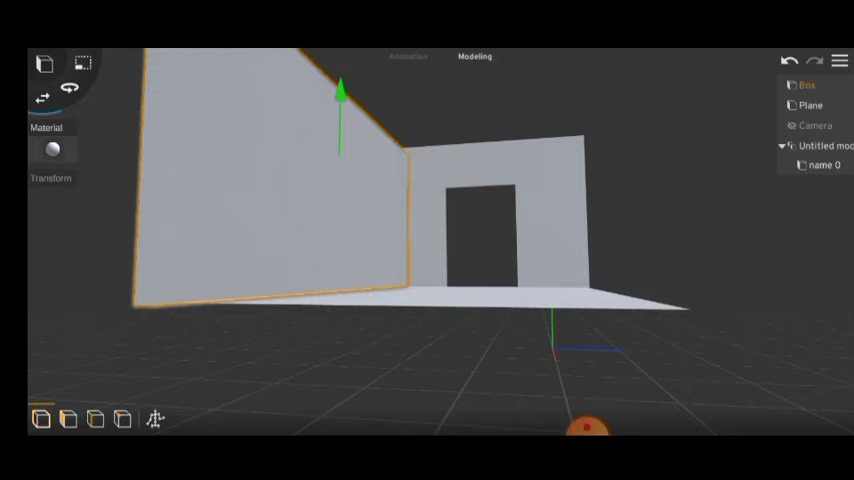 Animation Modeling
Box
Plane
Camera
Untitled mod
name 0
Material
Transform